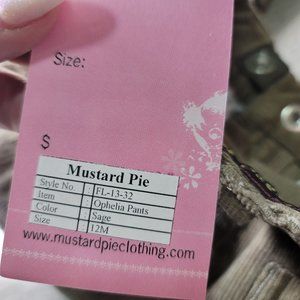 Size:
$
Mustard Pie
Style No. : FL-13-32
Item : Ophelia Pants
Color : Sage
Size : 12M
www.mustardpieclothing.com